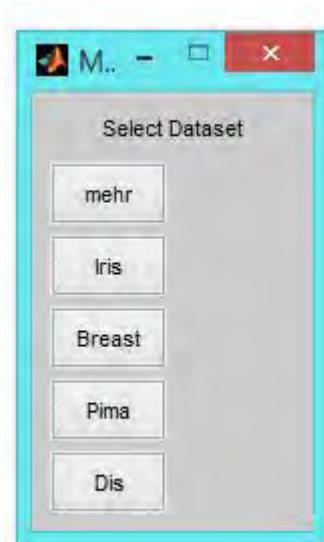 M..
Select Dataset
mehr
Iris
Breast
Pima
Dis